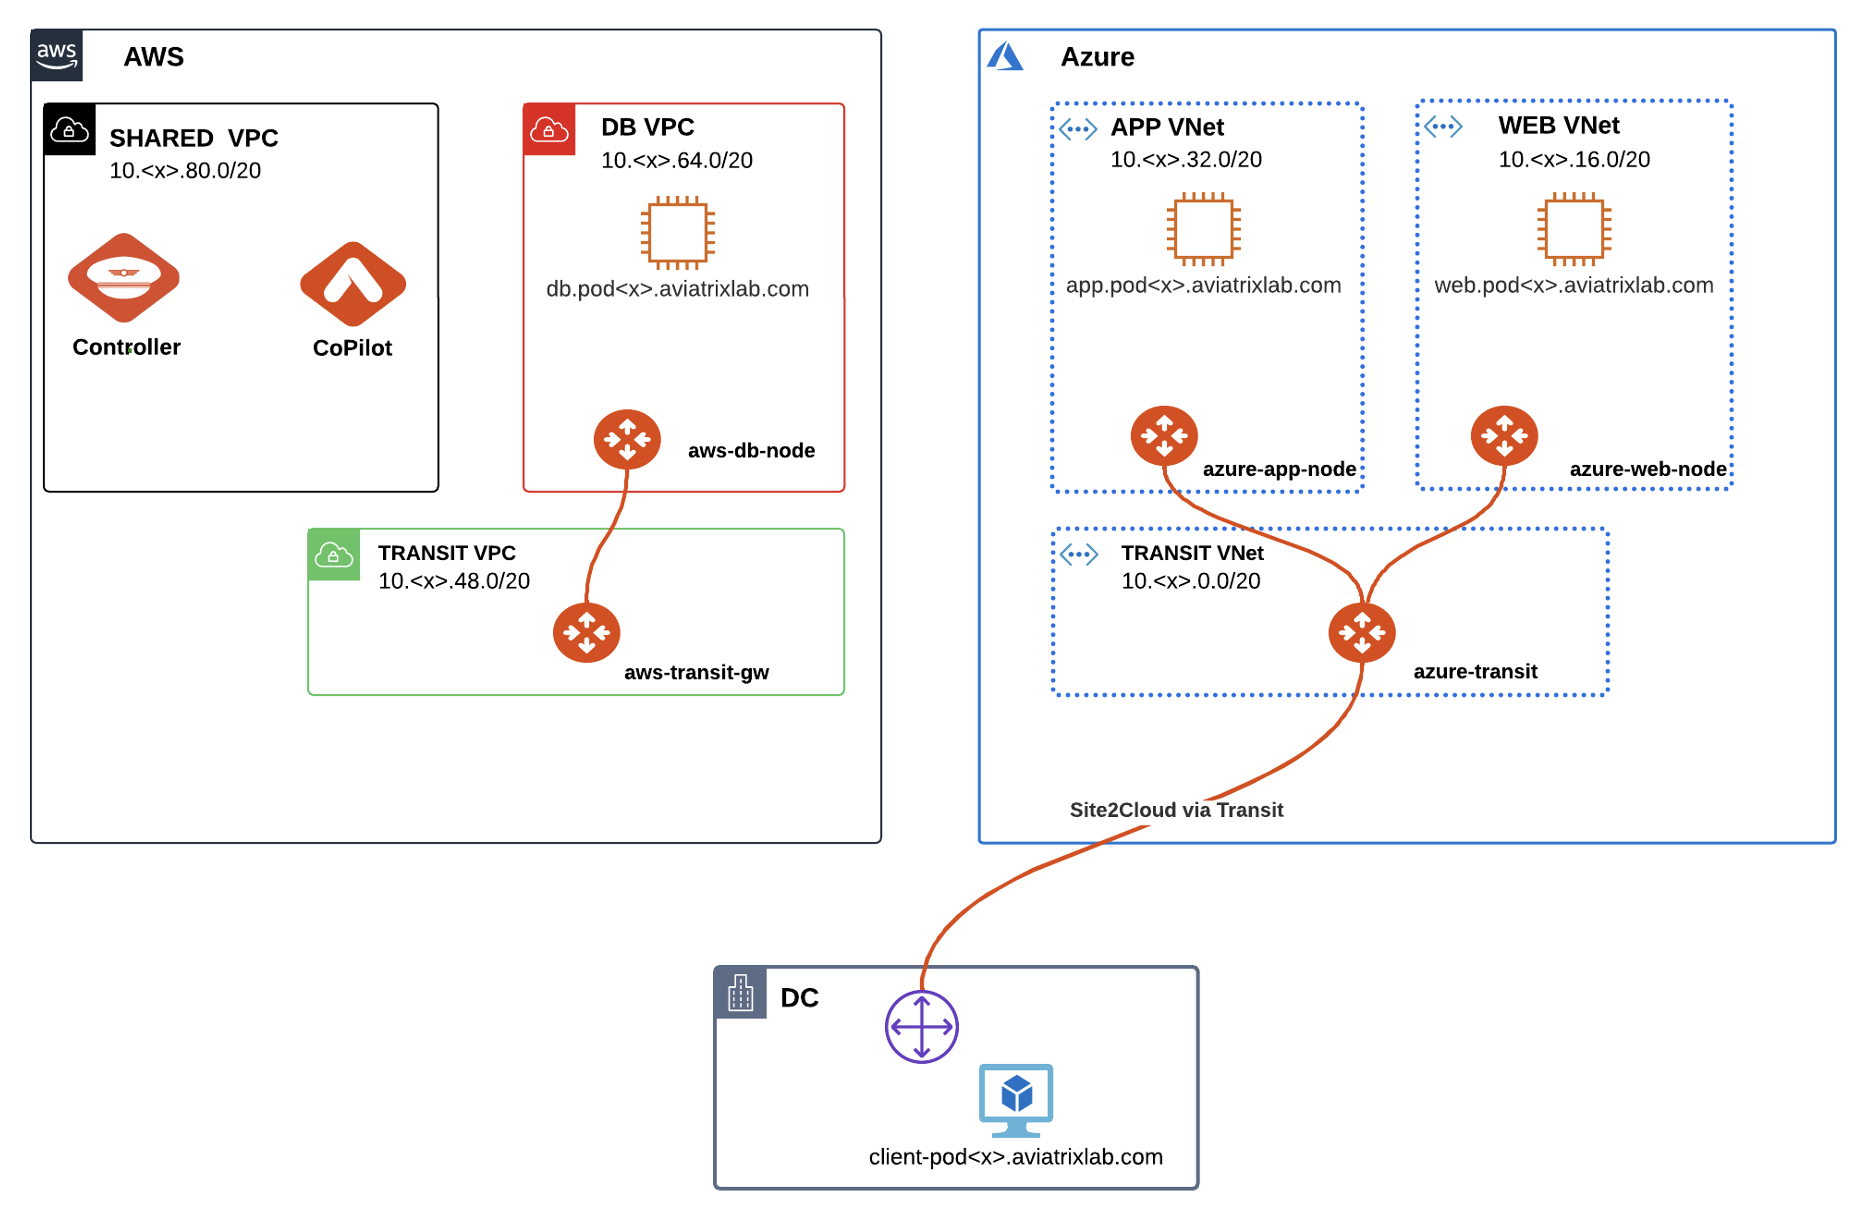 aws
AWS
SHARED VPC
10.<x>.80.0/20
Controller
CoPilot
DB VPC
10.<x>.64.0/20
db.pod<x>.aviatrixlab.com
aws-db-node
TRANSIT VPC
10.<x>.48.0/20
aws-transit-gw
Azure
APP VNet
10.<x>.32.0/20
app.pod<x>.aviatrixlab.com
azure-app-node
WEB VNet
10.<x>.16.0/20
web.pod<x>.aviatrixlab.com
azure-web-node
TRANSIT VNet
10.<x>.0.0/20
azure-transit
Site2Cloud via Transit
DC
client-pod<x>.aviatrixlab.com